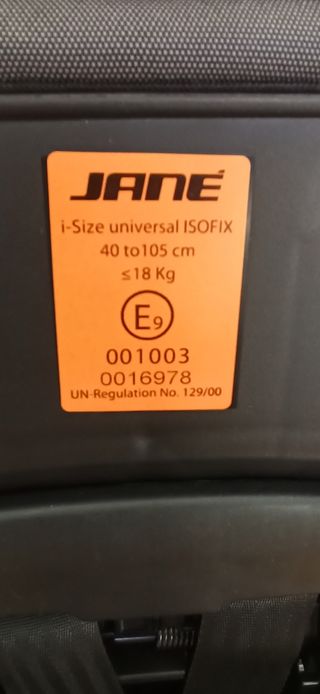 JANÉ
i-Size universal ISOFIX
40 to105 cm
≤18 Kg
E9
001003
0016978
UN-Regulation No. 129/00